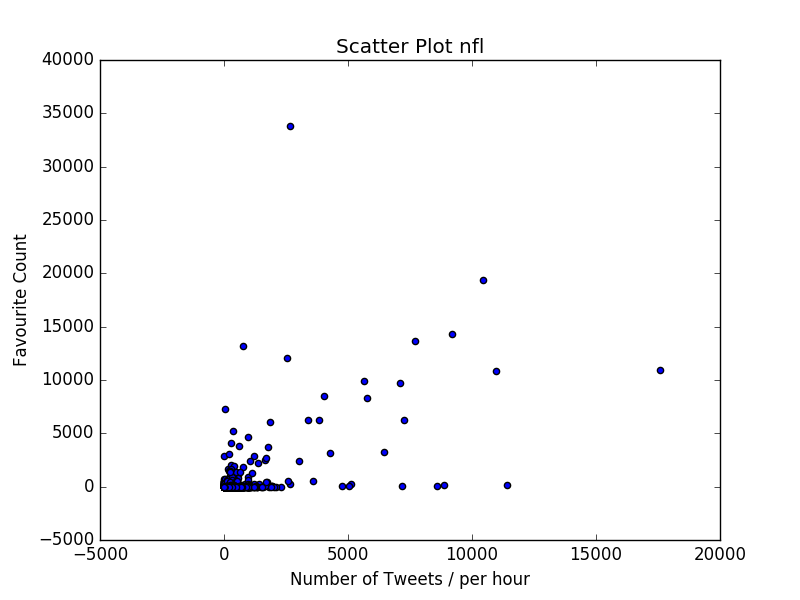 Scatter Plot nfl
40000
35000
30000
25000
20000
15000
10000
5000
0
−5000
Favourite Count
−5000 0 5000 10000 15000 20000
Number of Tweets / per hour